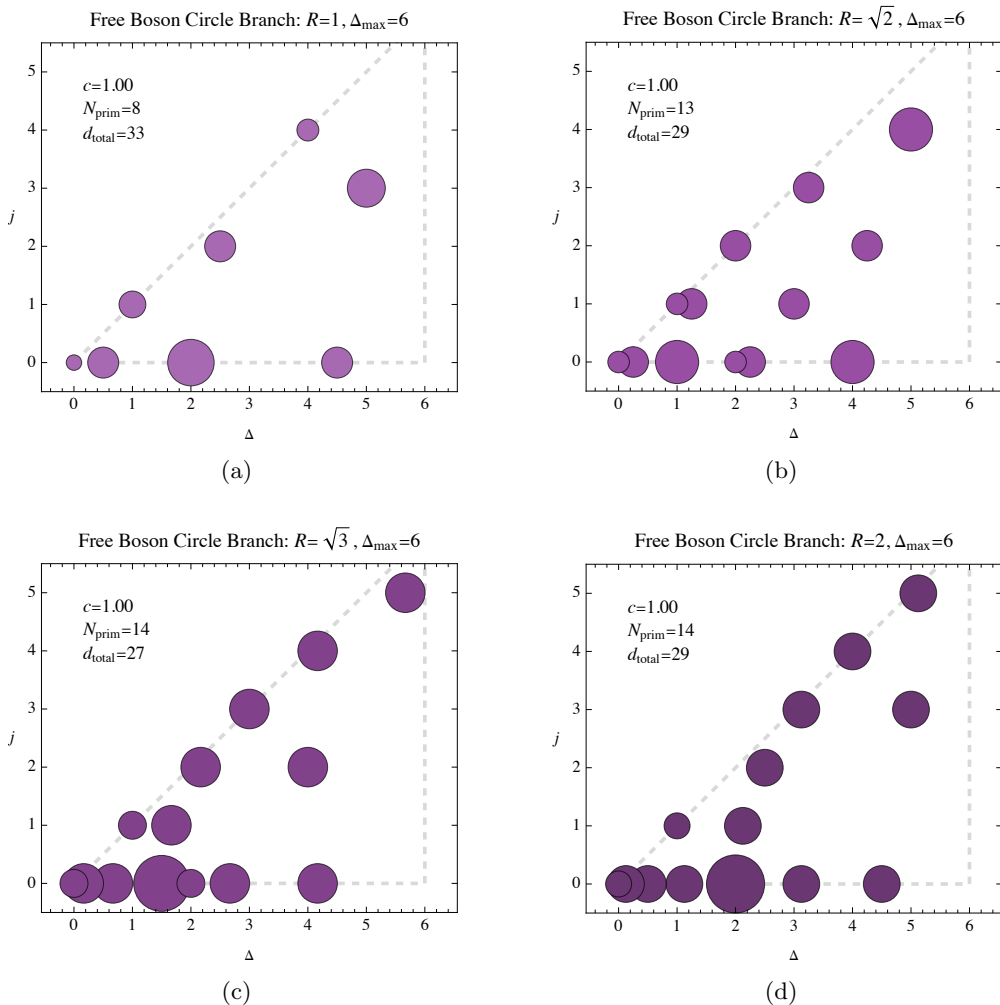 Free Boson Circle Branch: R=1, Δmax=6
c=1.00
Nprim=8
dtotal=33
5
4
3
2
1
0
j
0 1 2 3 4 5 6
Δ
(a)
Free Boson Circle Branch: R=√2, Δmax=6
c=1.00
Nprim=13
dtotal=29
5
4
3
2
1
0
j
0 1 2 3 4 5 6
Δ
(b)
Free Boson Circle Branch: R=√3, Δmax=6
c=1.00
Nprim=14
dtotal=27
5
4
3
2
1
0
j
0 1 2 3 4 5 6
Δ
(c)
Free Boson Circle Branch: R=2, Δmax=6
c=1.00
Nprim=14
dtotal=29
5
4
3
2
1
0
j
0 1 2 3 4 5 6
Δ
(d)